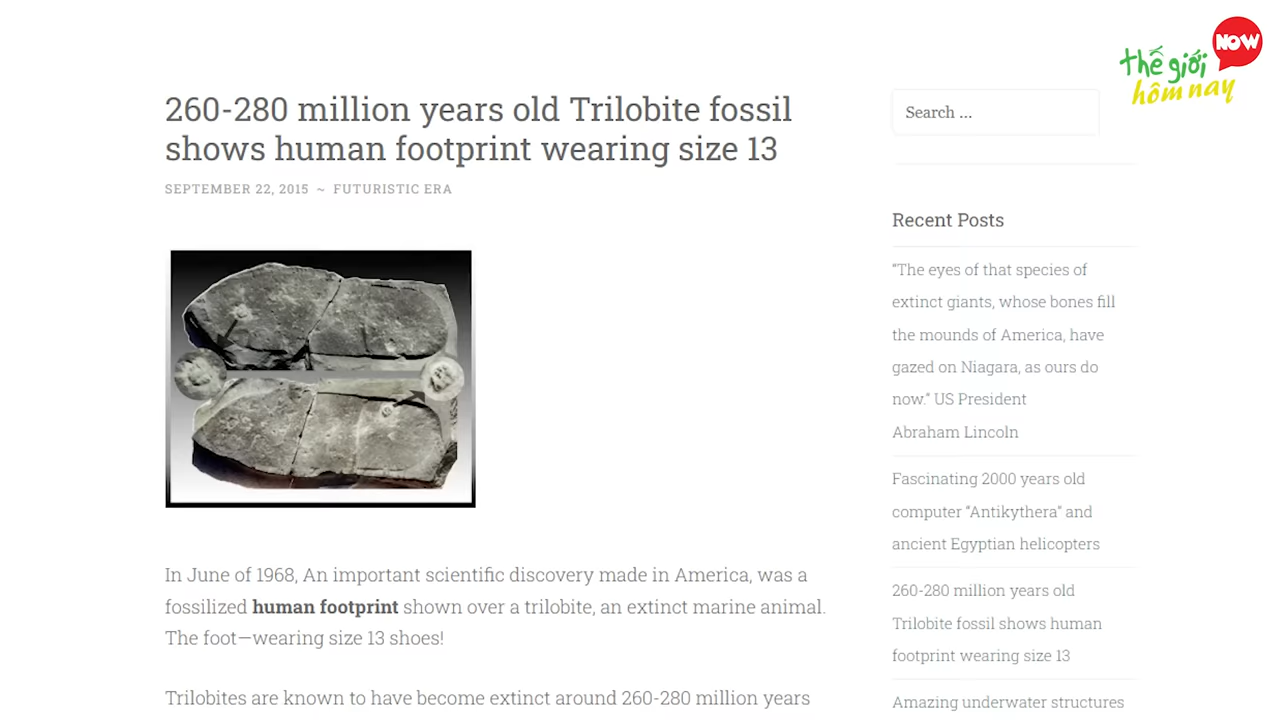 NOW
thế giới
hôm nay
260-280 million years old Trilobite fossil
shows human footprint wearing size 13
SEPTEMBER 22, 2015 ~ FUTURISTIC ERA
In June of 1968, An important scientific discovery made in America, was a
fossilized human footprint shown over a trilobite, an extinct marine animal.
The foot—wearing size 13 shoes!
Trilobites are known to have become extinct around 260-280 million years
Search ...
Recent Posts
“The eyes of that species of
extinct giants, whose bones fill
the mounds of America, have
gazed on Niagara, as ours do
now.” US President
Abraham Lincoln
Fascinating 2000 years old
computer “Antikythera” and
ancient Egyptian helicopters
260-280 million years old
Trilobite fossil shows human
footprint wearing size 13
Amazing underwater structures